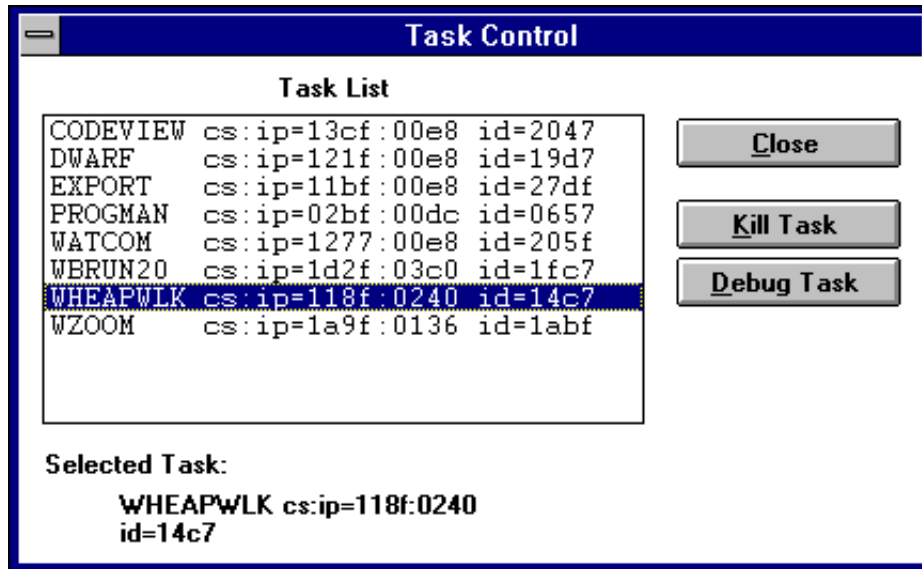 Task Control
Task List
CODEVIEW cs:ip=13cf:00e8 id=2047
DWARF cs:ip=121f:00e8 id=19d7
EXPORT cs:ip=11bf:00e8 id=27df
PROGMAN cs:ip=02bf:00dc id=0657
WATCOM cs:ip=1277:00e8 id=205f
WBRUN20 cs:ip=1d2f:03c0 id=1fc7
WHEAPWLK cs:ip=118f:0240 id=14c7
WZOOM cs:ip=1a9f:0136 id=1abf
Close
Kill Task
Debug Task
Selected Task:
WHEAPWLK cs:ip=118f:0240
id=14c7